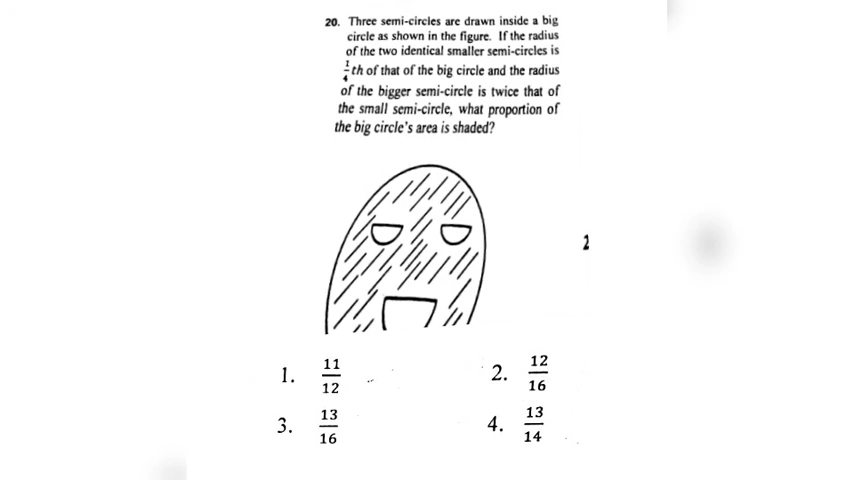 20. Three semi-circles are drawn inside a big
circle as shown in the figure. If the radius
of the two identical smaller semi-circles is
1/4 th of that of the big circle and the radius
of the bigger semi-circle is twice that of
the small semi-circle, what proportion of
the big circle's area is shaded?
2
1. 11/12 2. 12/16
3. 13/16 4. 13/14